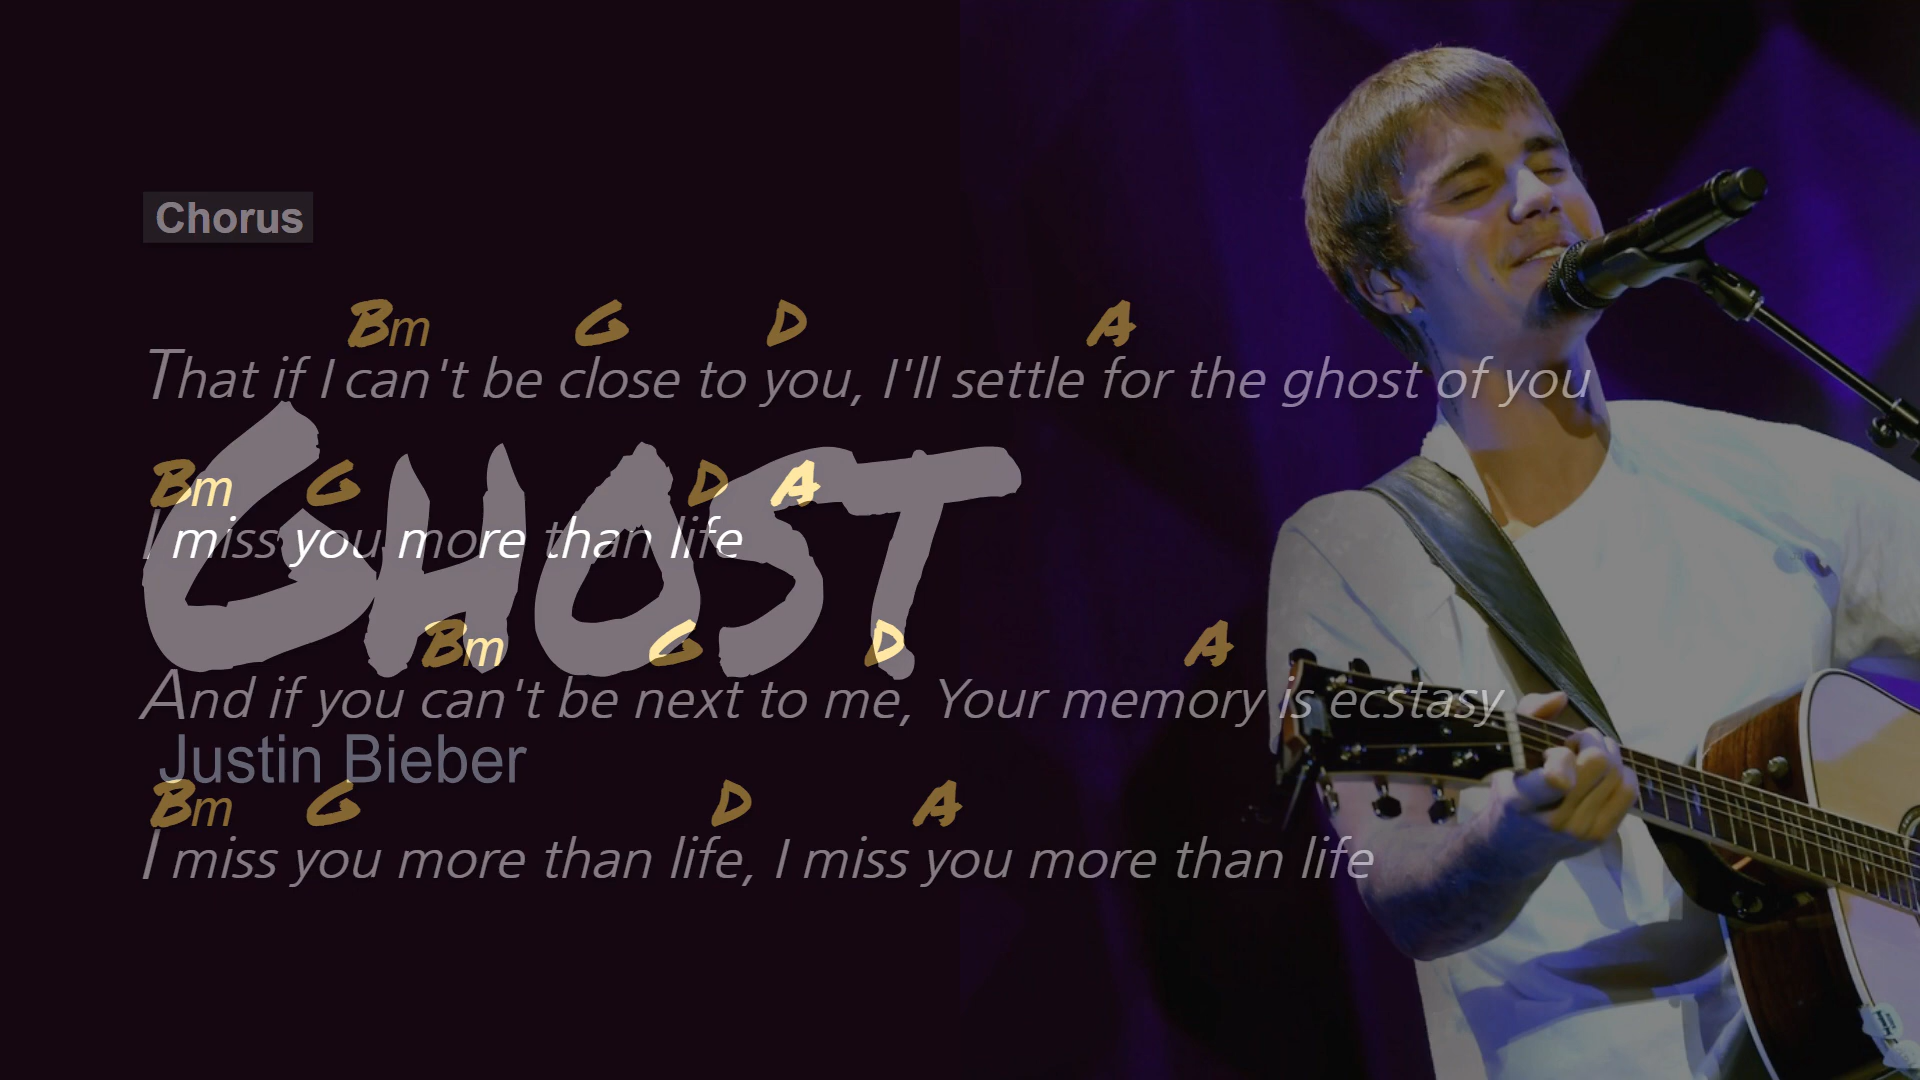 Chorus
Bm G D A
That if I can't be close to you, I'll settle for the ghost of you
GHOST
Bm G D A
I miss you more than life
Bm G D A
And if you can't be next to me, Your memory is ecstasy
Justin Bieber
Bm G D A
I miss you more than life, I miss you more than life